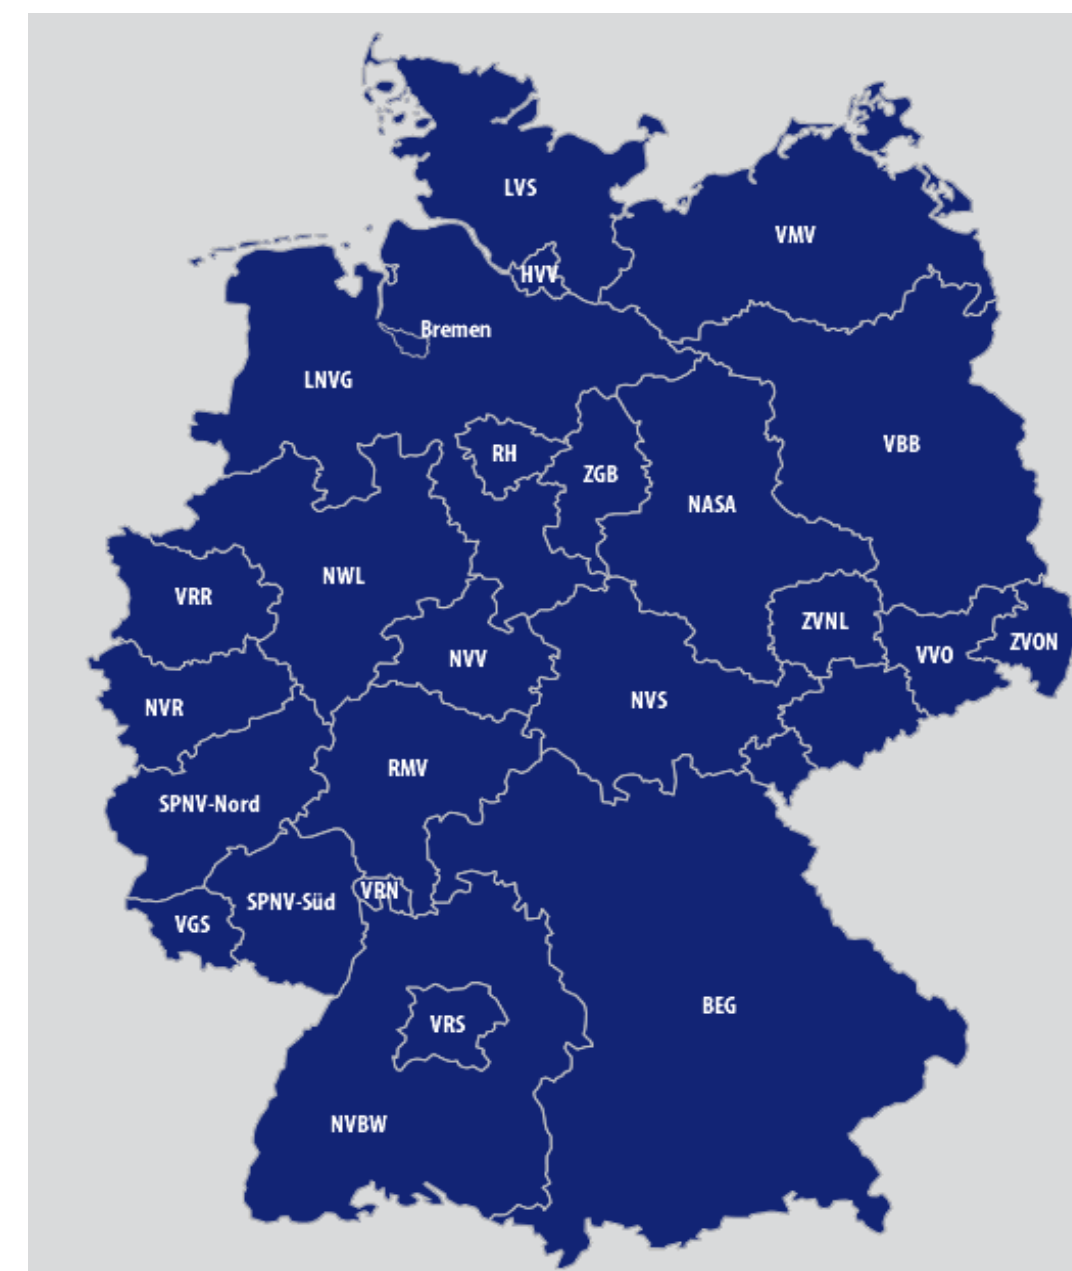 LVS
VMV
HVV
Bremen
LNVG
VBB
RH
ZGB
NASA
NWL
VRR
ZVNL
ZVON
VVO
NVV
NVR
NVS
RMV
SPNV-Nord
VRN
SPNV-Süd
VGS
BEG
VRS
NVBW